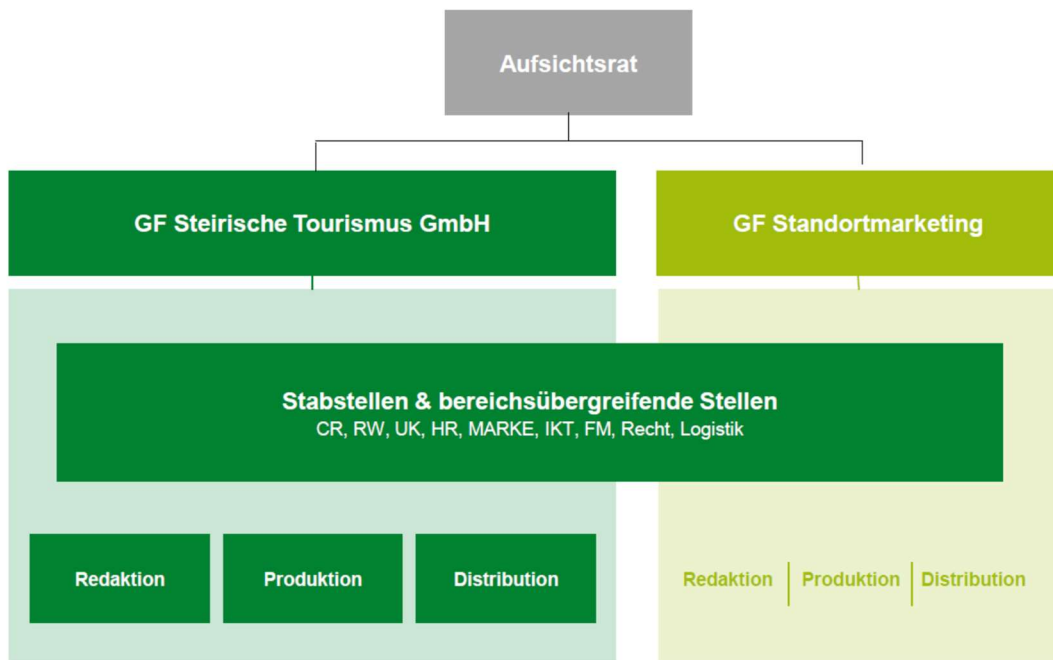 Aufsichtsrat
GF Steirische Tourismus GmbH
GF Standortmarketing
Stabstellen & bereichsübergreifende Stellen
CR, RW, UK, HR, MARKE, IKT, FM, Recht, Logistik
Redaktion
Produktion
Distribution
Redaktion
Produktion
Distribution